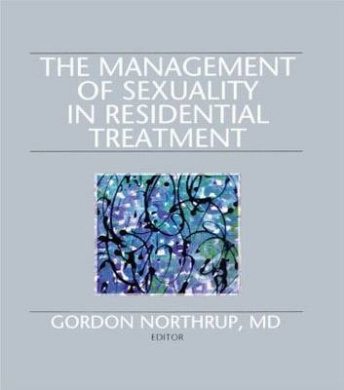 THE MANAGEMENT
OF SEXUALITY
IN RESIDENTIAL
TREATMENT
GORDON NORTHRUP, MD
EDITOR